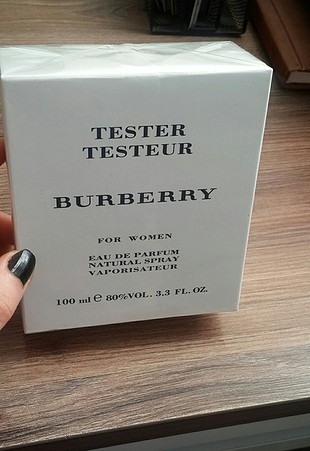 TESTER
TESTEUR
BURBERRY
FOR WOMEN
EAU DE PARFUM
NATURAL SPRAY
VAPORISATEUR
100 ml ℮ 80%VOL. 3.3 FL.OZ.